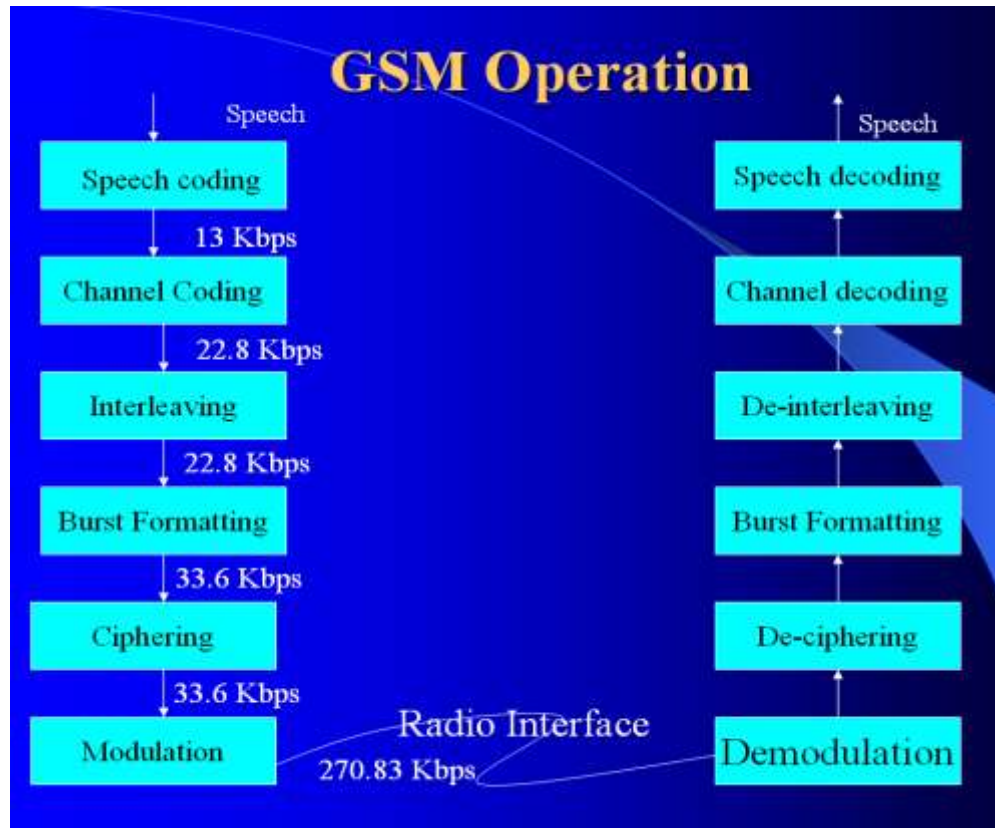 GSM Operation
Speech
Speech coding
13 Kbps
Channel Coding
22.8 Kbps
Interleaving
22.8 Kbps
Burst Formatting
33.6 Kbps
Ciphering
33.6 Kbps
Modulation
Radio Interface
270.83 Kbps
Speech
Speech decoding
Channel decoding
De-interleaving
Burst Formatting
De-ciphering
Demodulation